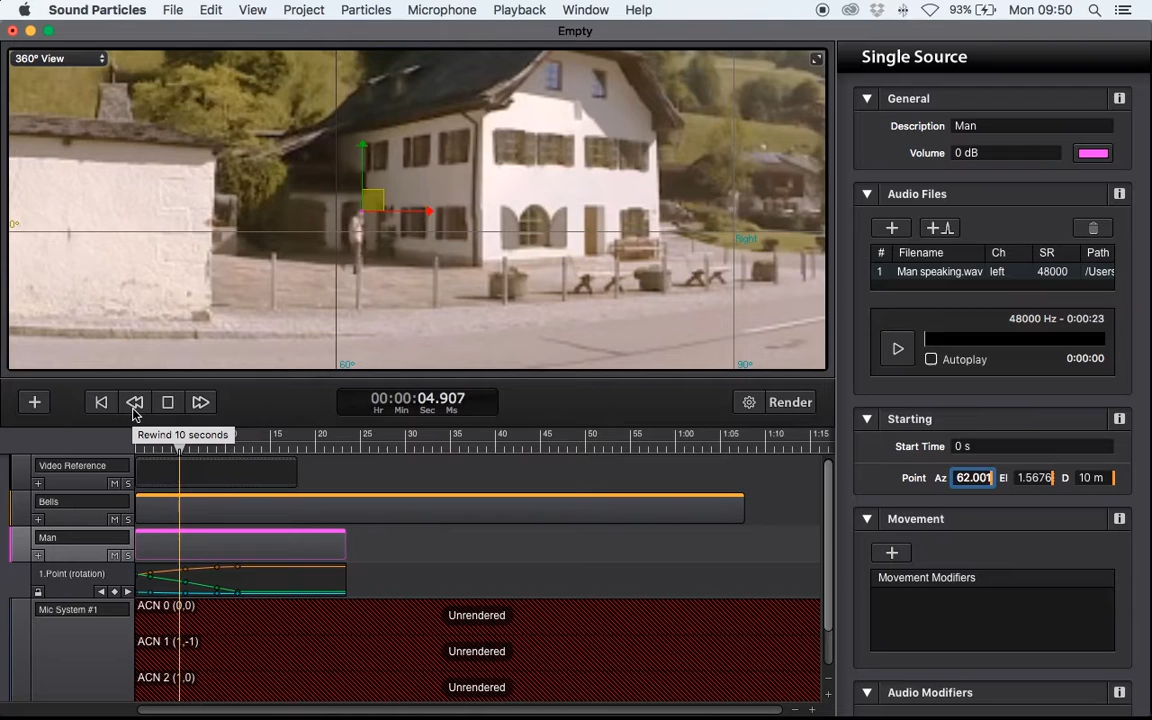 Sound Particles File Edit View Project Particles Microphone Playback Window Help 93% Mon 09:50
Empty
360° View
0°
Right
60°
90°
Single Source
General
Description Man
Volume 0 dB
Audio Files
# Filename Ch SR Path
1 Man speaking.wav left 48000 /Users
48000 Hz - 0:00:23
Autoplay 0:00:00
Starting
Start Time 0 s
Point Az 62.001 El 1.5676 D 10 m
Movement
Movement Modifiers
Audio Modifiers
00:00:04.907
Hr Min Sec Ms
Render
Rewind 10 seconds
15 20 25 30 35 40 45 50 55 1:00 1:05 1:10 1:15
Video Reference
M S
Bells
M S
Man
M S
1.Point (rotation)
Mic System #1
ACN 0 (0,0) Unrendered
ACN 1 (1,-1) Unrendered
ACN 2 (1,0) Unrendered